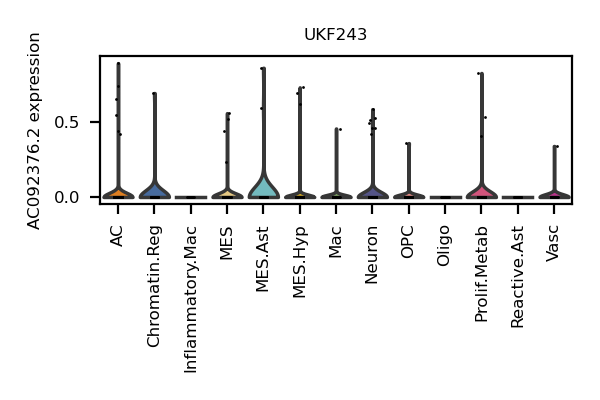 UKF243
AC092376.2 expression
0.5
0.0
AC
Chromatin.Reg
Inflammatory.Mac
MES
MES.Ast
MES.Hyp
Mac
Neuron
OPC
Oligo
Prolif.Metab
Reactive.Ast
Vasc